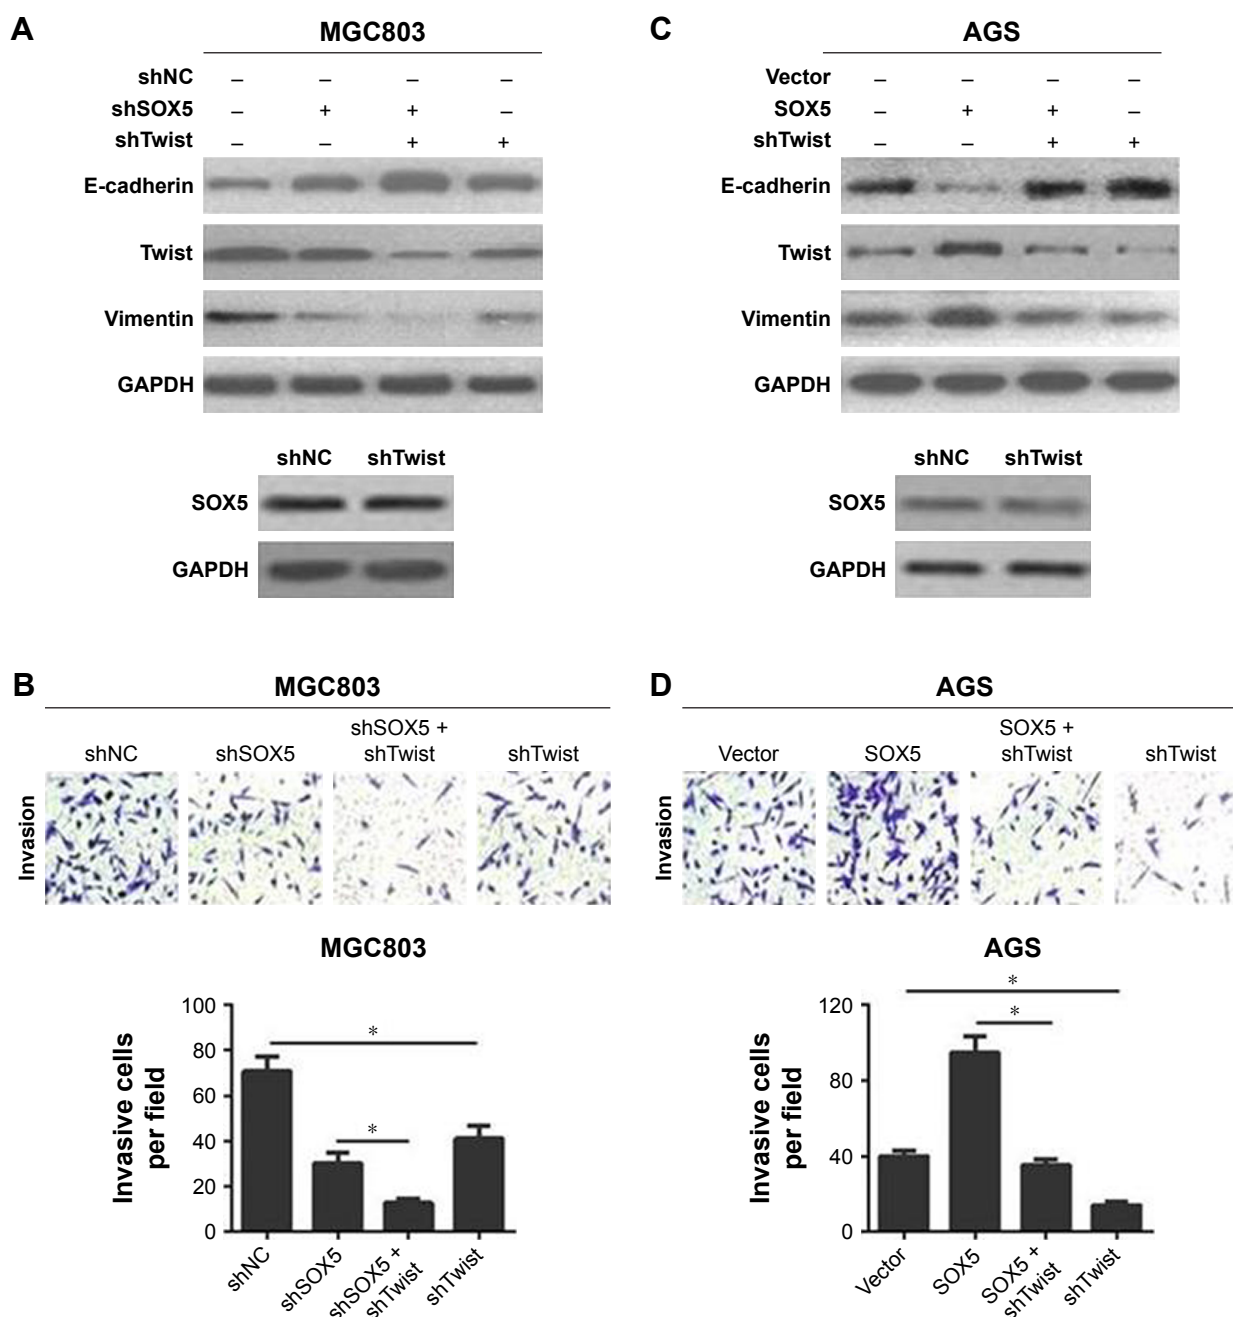 A
MGC803
shNC – – – –
shSOX5 – + + –
shTwist – – + +
E-cadherin
Twist
Vimentin
GAPDH
shNC shTwist
SOX5
GAPDH
C
AGS
Vector – – – –
SOX5 – + + –
shTwist – – + +
E-cadherin
Twist
Vimentin
GAPDH
shNC shTwist
SOX5
GAPDH
B
MGC803
shNC
shSOX5
shSOX5 +
shTwist
shTwist
Invasion
MGC803
Invasive cells
per field
100
80
60
40
20
0
*
*
shNC
shSOX5
shSOX5 +
shTwist
shTwist
D
AGS
Vector
SOX5
SOX5 +
shTwist
shTwist
Invasion
AGS
Invasive cells
per field
120
80
40
0
*
*
Vector
SOX5
SOX5 +
shTwist
shTwist